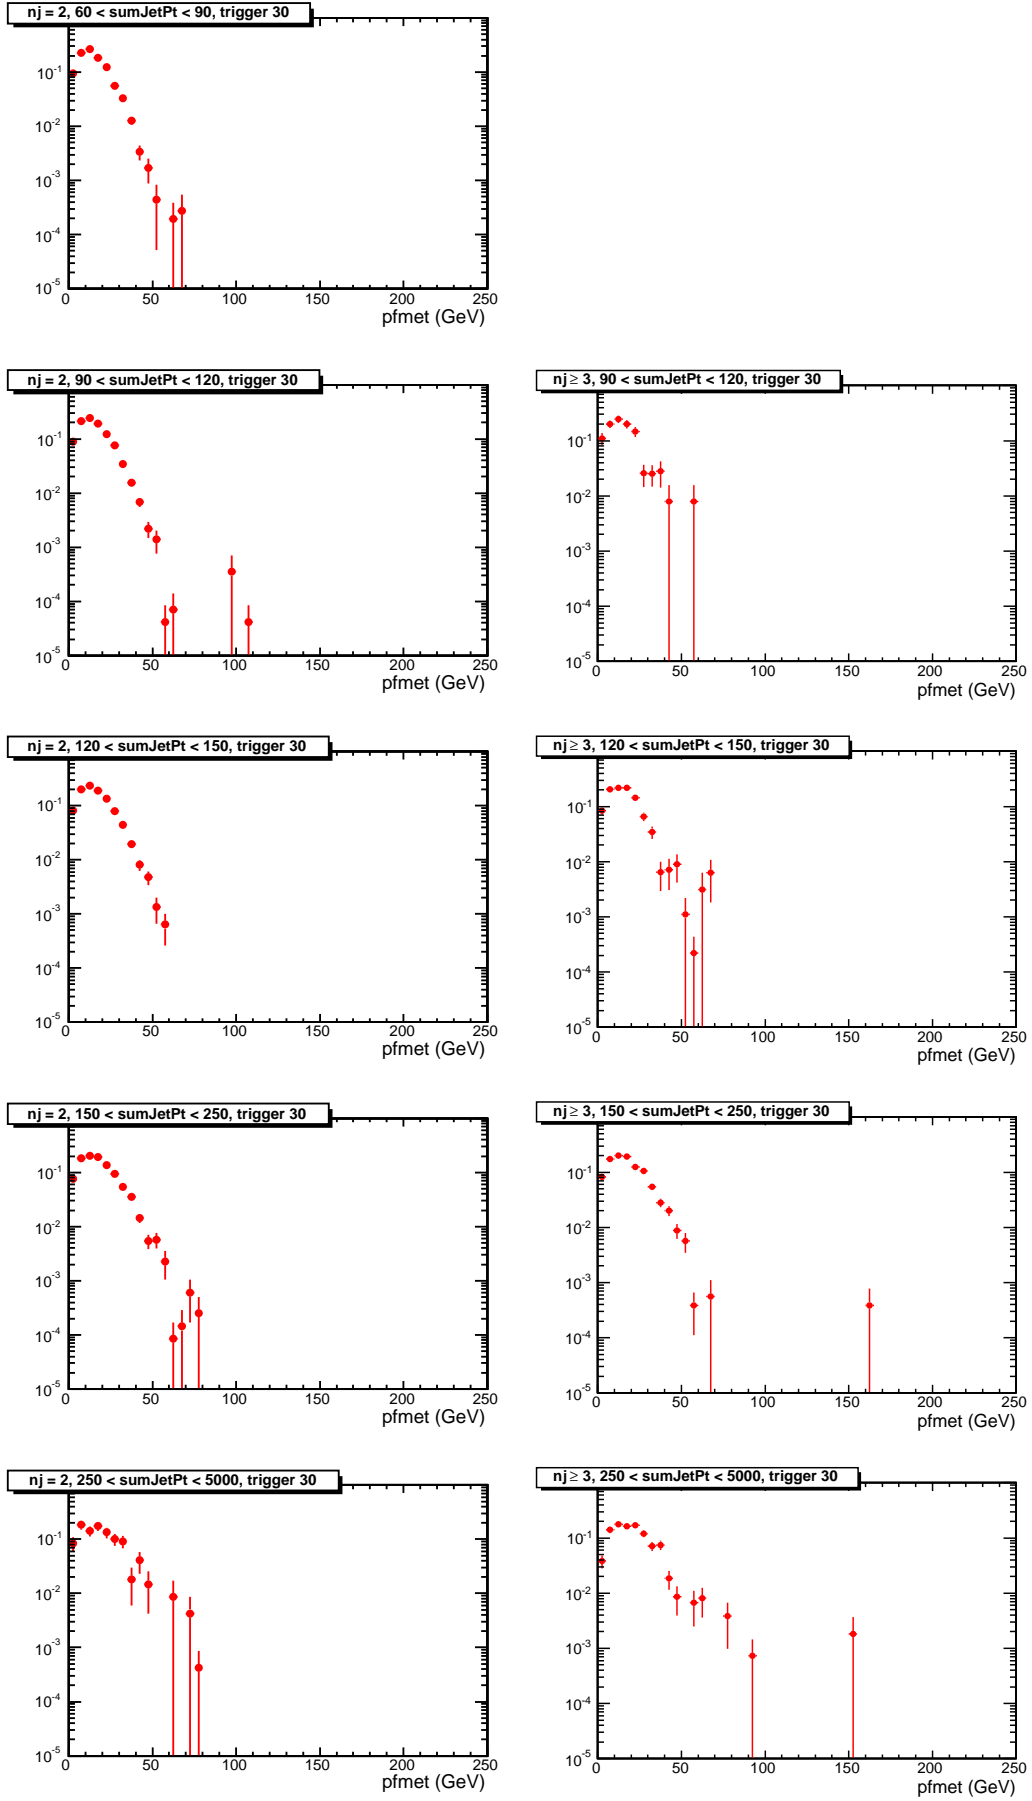 nj = 2, 60 < sumJetPt < 90, trigger 30
10^-1
10^-2
10^-3
10^-4
10^-5
0 50 100 150 200 250
pfmet (GeV)
nj = 2, 90 < sumJetPt < 120, trigger 30
10^-1
10^-2
10^-3
10^-4
10^-5
0 50 100 150 200 250
pfmet (GeV)
nj ≥ 3, 90 < sumJetPt < 120, trigger 30
10^-1
10^-2
10^-3
10^-4
10^-5
0 50 100 150 200 250
pfmet (GeV)
nj = 2, 120 < sumJetPt < 150, trigger 30
10^-1
10^-2
10^-3
10^-4
10^-5
0 50 100 150 200 250
pfmet (GeV)
nj ≥ 3, 120 < sumJetPt < 150, trigger 30
10^-1
10^-2
10^-3
10^-4
10^-5
0 50 100 150 200 250
pfmet (GeV)
nj = 2, 150 < sumJetPt < 250, trigger 30
10^-1
10^-2
10^-3
10^-4
10^-5
0 50 100 150 200 250
pfmet (GeV)
nj ≥ 3, 150 < sumJetPt < 250, trigger 30
10^-1
10^-2
10^-3
10^-4
10^-5
0 50 100 150 200 250
pfmet (GeV)
nj = 2, 250 < sumJetPt < 5000, trigger 30
10^-1
10^-2
10^-3
10^-4
10^-5
0 50 100 150 200 250
pfmet (GeV)
nj ≥ 3, 250 < sumJetPt < 5000, trigger 30
10^-1
10^-2
10^-3
10^-4
10^-5
0 50 100 150 200 250
pfmet (GeV)